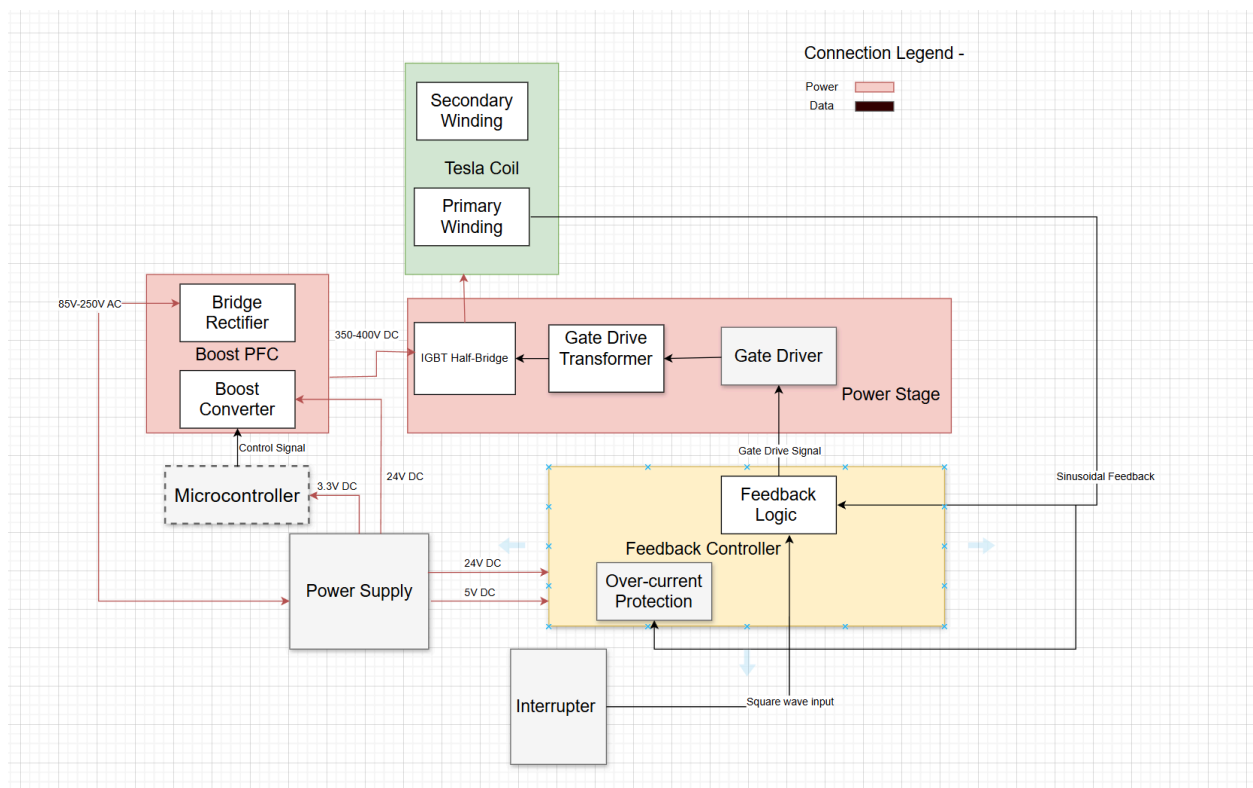 Connection Legend -
Power
Data
Secondary
Winding
Tesla Coil
Primary
Winding
85V-250V AC
Bridge
Rectifier
Boost PFC
Boost
Converter
350-400V DC
IGBT Half-Bridge
Gate Drive
Transformer
Gate Driver
Power Stage
Control Signal
Gate Drive Signal
Microcontroller
3.3V DC
24V DC
Sinusoidal Feedback
Feedback
Logic
Feedback Controller
Over-current
Protection
Power Supply
24V DC
5V DC
Interrupter
Square wave input